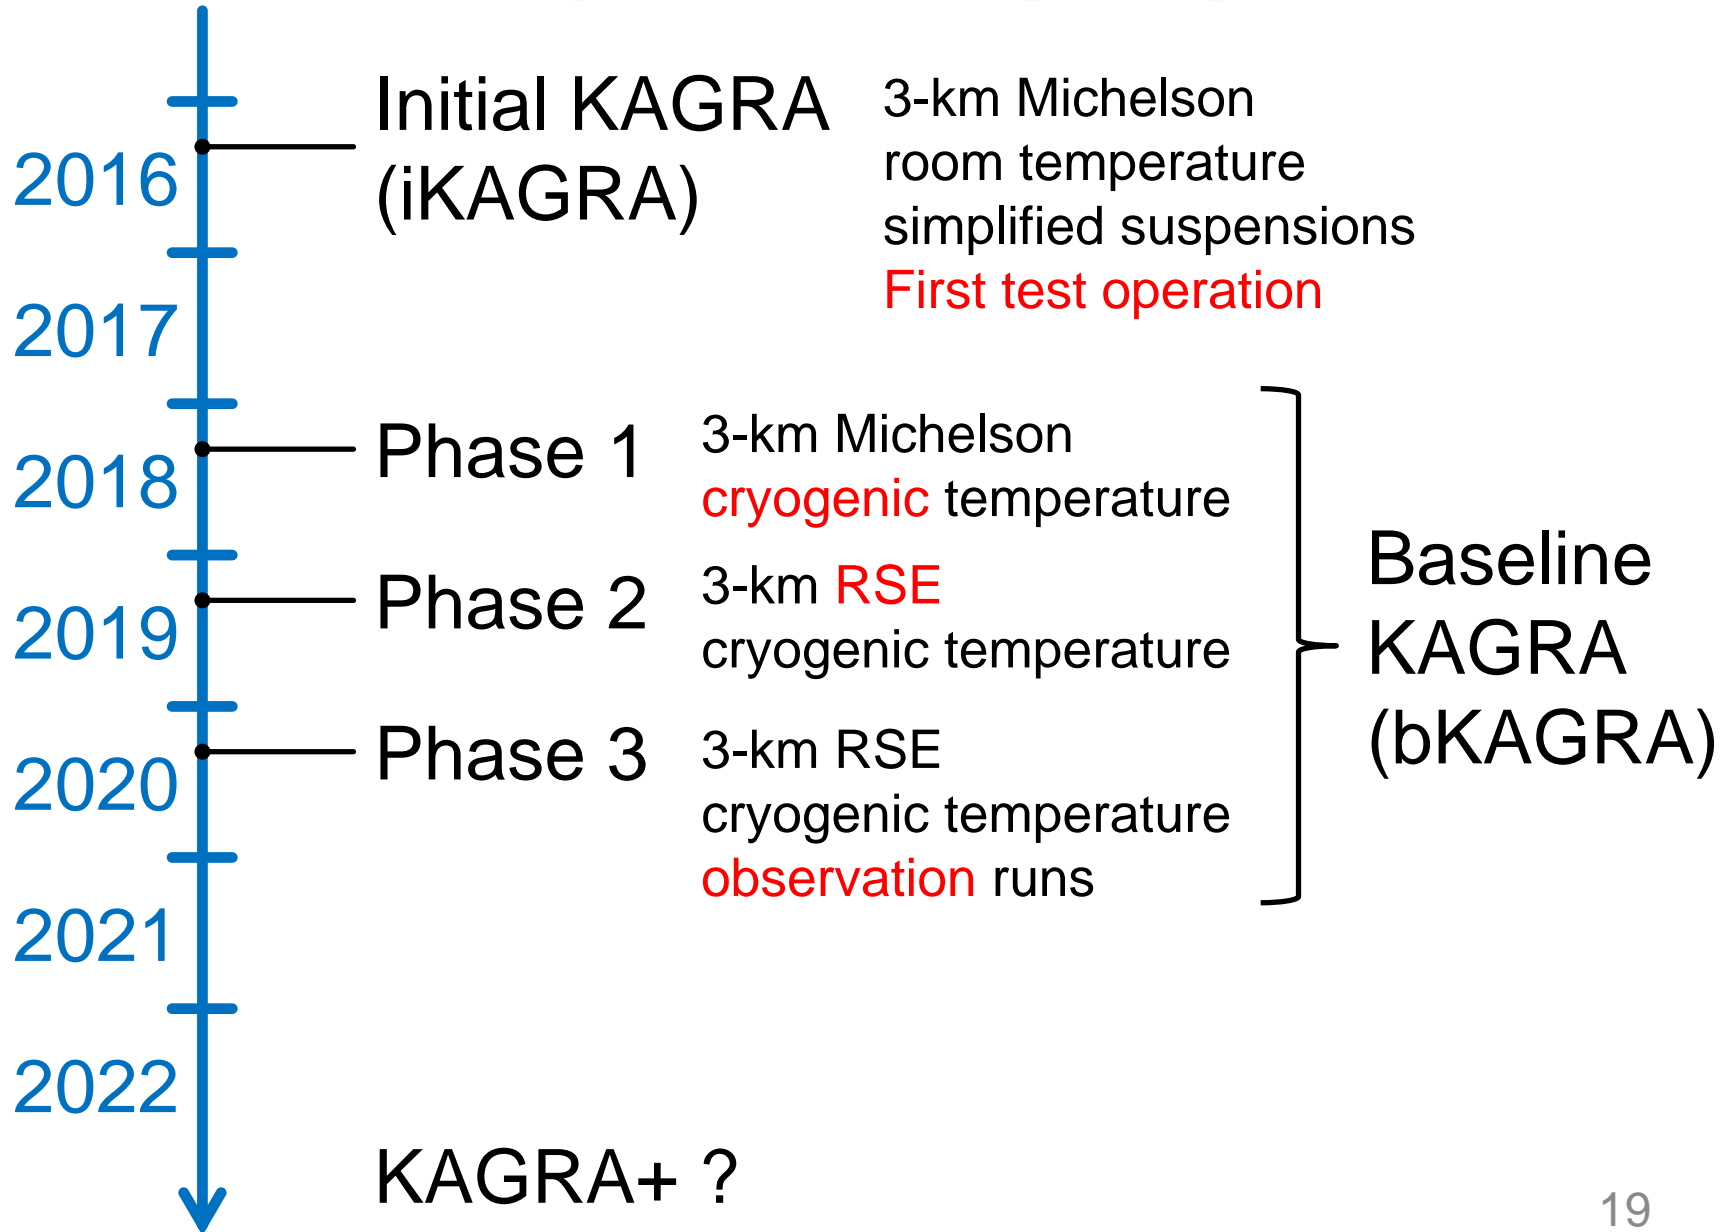 2016
2017
2018
2019
2020
2021
2022
Initial KAGRA
(iKAGRA)
3-km Michelson
room temperature
simplified suspensions
First test operation
Phase 1
3-km Michelson
cryogenic temperature
Phase 2
3-km RSE
cryogenic temperature
Phase 3
3-km RSE
cryogenic temperature
observation runs
Baseline
KAGRA
(bKAGRA)
KAGRA+ ?
19